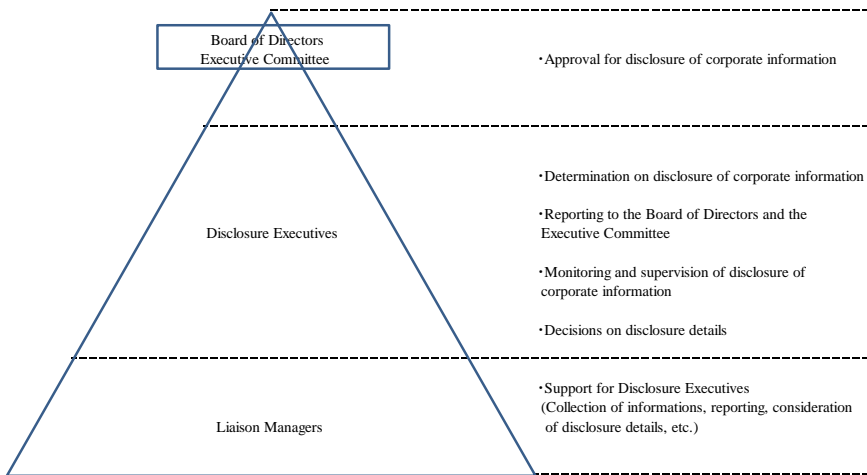 Board of Directors
Executive Committee
・Approval for disclosure of corporate information
Disclosure Executives
・Determination on disclosure of corporate information
・Reporting to the Board of Directors and the
Executive Committee
・Monitoring and supervision of disclosure of
corporate information
・Decisions on disclosure details
Liaison Managers
・Support for Disclosure Executives
(Collection of informations, reporting, consideration
of disclosure details, etc.)